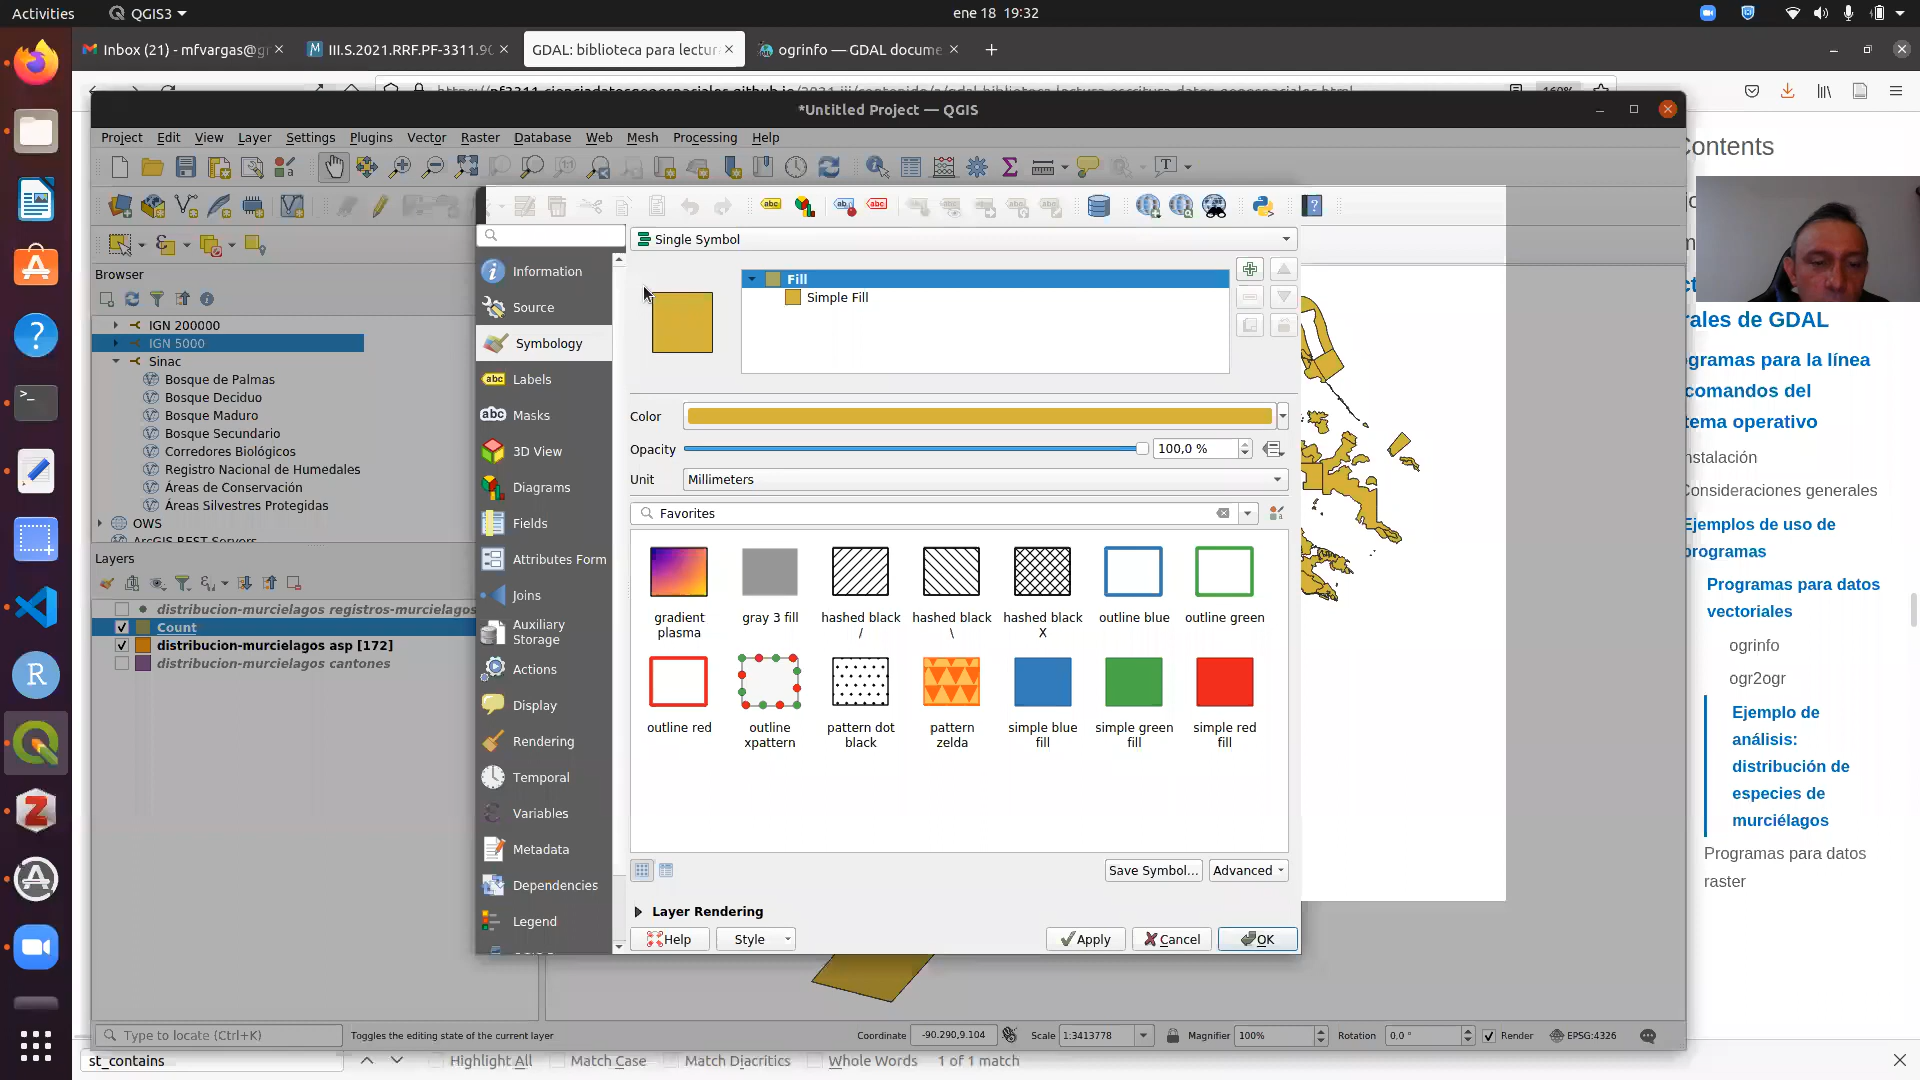 Activities
QGIS3
ene 18 19:32
Inbox (21) - mfvargas@gr
III.S.2021.RRF.PF-3311.90
GDAL: biblioteca para lectur
ogrinfo — GDAL docume
*Untitled Project — QGIS
Project Edit View Layer Settings Plugins Vector Raster Database Web Mesh Processing Help
Browser
IGN 200000
IGN 5000
Sinac
Bosque de Palmas
Bosque Deciduo
Bosque Maduro
Bosque Secundario
Corredores Biológicos
Registro Nacional de Humedales
Áreas de Conservación
Áreas Silvestres Protegidas
OWS
ArcGIS REST Servers
Layers
distribucion-murcielagos registros-murcielagos
Count
distribucion-murcielagos asp [172]
distribucion-murcielagos cantones
Information
Source
Symbology
Labels
Masks
3D View
Diagrams
Fields
Attributes Form
Joins
Auxiliary
Storage
Actions
Display
Rendering
Temporal
Variables
Metadata
Dependencies
Legend
Single Symbol
Fill
Simple Fill
Color
Opacity
100,0 %
Unit
Millimeters
Favorites
gradient plasma
gray 3 fill
hashed black /
hashed black \
hashed black X
outline blue
outline green
outline red
outline xpattern
pattern dot black
pattern zelda
simple blue fill
simple green fill
simple red fill
Save Symbol...
Advanced
Layer Rendering
Help
Style
Apply
Cancel
OK
Type to locate (Ctrl+K)
Toggles the editing state of the current layer
Coordinate -90.290,9.104
Scale 1:3413778
Magnifier 100%
Rotation 0.0 °
Render
EPSG:4326
st_contains
Highlight All
Match Case
Match Diacritics
Whole Words
1 of 1 match
Contents
rales de GDAL
ogramas para la línea
comandos del
tema operativo
nstalación
Consideraciones generales
Ejemplos de uso de
programas
Programas para datos
vectoriales
ogrinfo
ogr2ogr
Ejemplo de
análisis:
distribución de
especies de
murciélagos
Programas para datos
raster